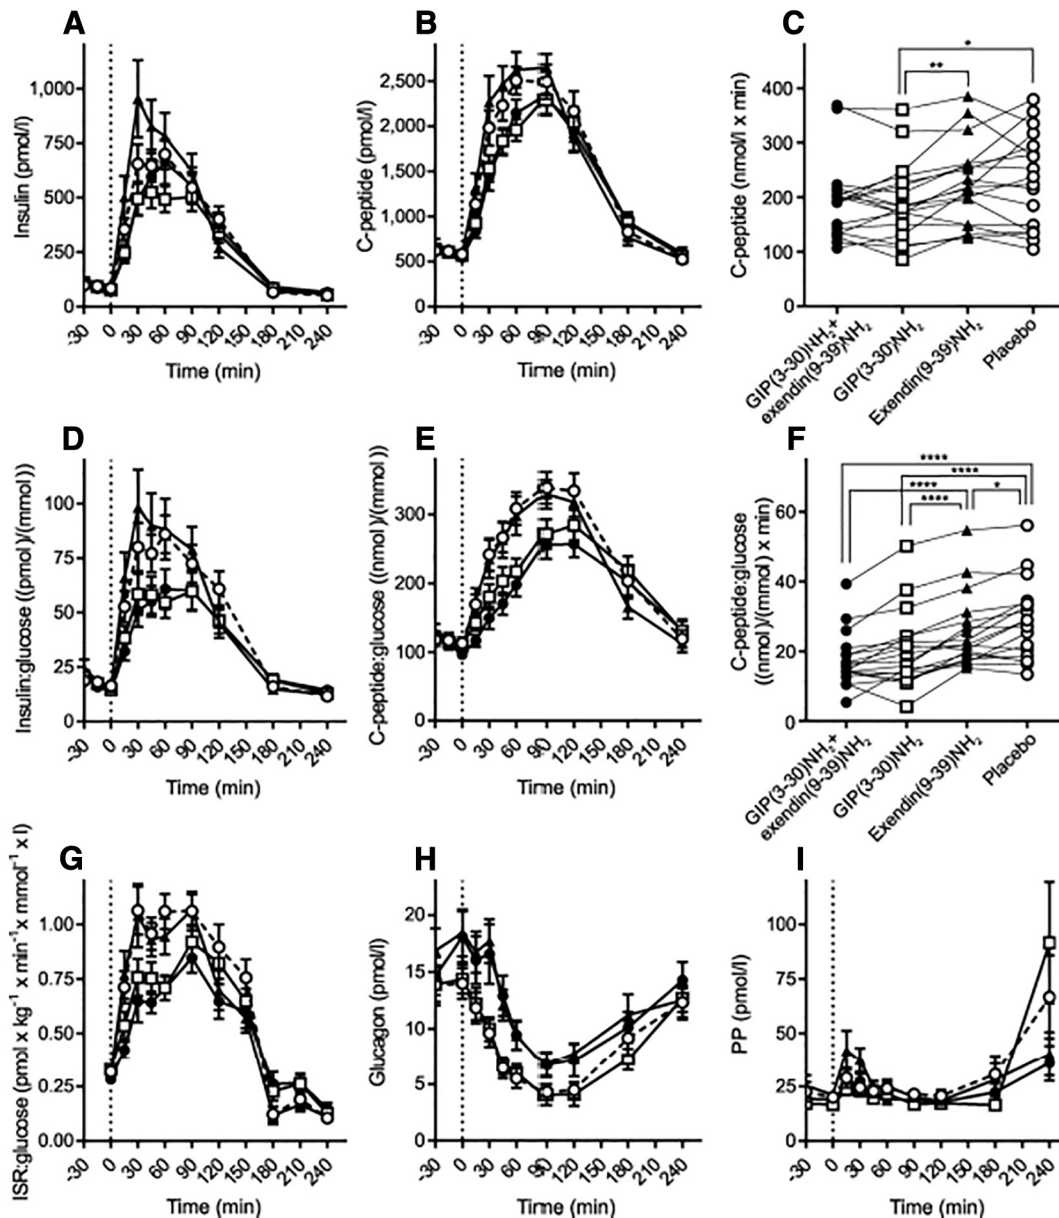 A
Insulin (pmol/l)
1,000
750
500
250
0
-30 0 30 60 90 120 150 180 210 240
Time (min)
B
C-peptide (pmol/l)
2,500
2,000
1,500
1,000
500
0
-30 0 30 60 90 120 150 180 210 240
Time (min)
C
C-peptide (nmol/l x min)
400
300
200
100
0
*
**
GIP(3-30)NH2+
exendin(9-39)NH2
GIP(3-30)NH2
Exendin(9-39)NH2
Placebo
D
Insulin:glucose ((pmol)/(mmol))
100
75
50
25
0
-30 0 30 60 90 120 150 180 210 240
Time (min)
E
C-peptide:glucose ((nmol)/(mmol))
300
200
100
0
-30 0 30 60 90 120 150 180 210 240
Time (min)
F
C-peptide:glucose
((nmol)/(mmol) x min)
60
40
20
0
****
****
****
*
****
GIP(3-30)NH2+
exendin(9-39)NH2
GIP(3-30)NH2
Exendin(9-39)NH2
Placebo
G
ISR:glucose (pmol x kg⁻¹ x min⁻¹ x mmol⁻¹ x l)
1.00
0.75
0.50
0.25
0.00
-30 0 30 60 90 120 150 180 210 240
Time (min)
H
Glucagon (pmol/l)
20
15
10
5
0
-30 0 30 60 90 120 150 180 210 240
Time (min)
I
PP (pmol/l)
100
75
50
25
0
-30 0 30 60 90 120 150 180 210 240
Time (min)